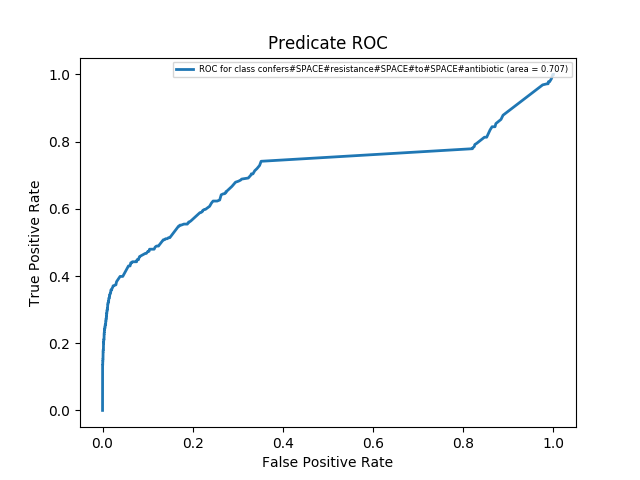 Predicate ROC
ROC for class confers#SPACE#resistance#SPACE#to#SPACE#antibiotic (area = 0.707)
True Positive Rate
1.0
0.8
0.6
0.4
0.2
0.0
0.0 0.2 0.4 0.6 0.8 1.0
False Positive Rate